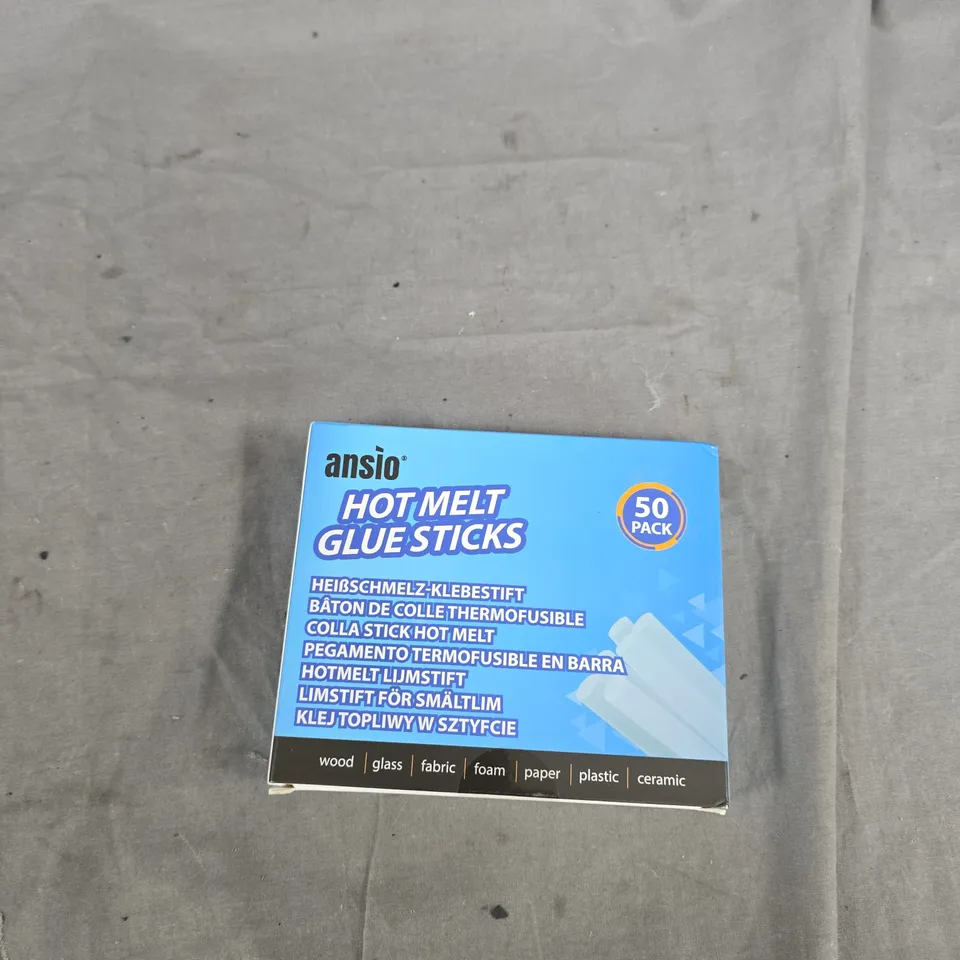 ansio®
HOT MELT
GLUE STICKS
50
PACK
HEIßSCHMELZ-KLEBESTIFT
BÂTON DE COLLE THERMOFUSIBLE
COLLA STICK HOT MELT
PEGAMENTO TERMOFUSIBLE EN BARRA
HOTMELT LIJMSTIFT
LIMSTIFT FÖR SMÄLTLIM
KLEJ TOPLIWY W SZTYFCIE
wood | glass | fabric | foam | paper | plastic | ceramic